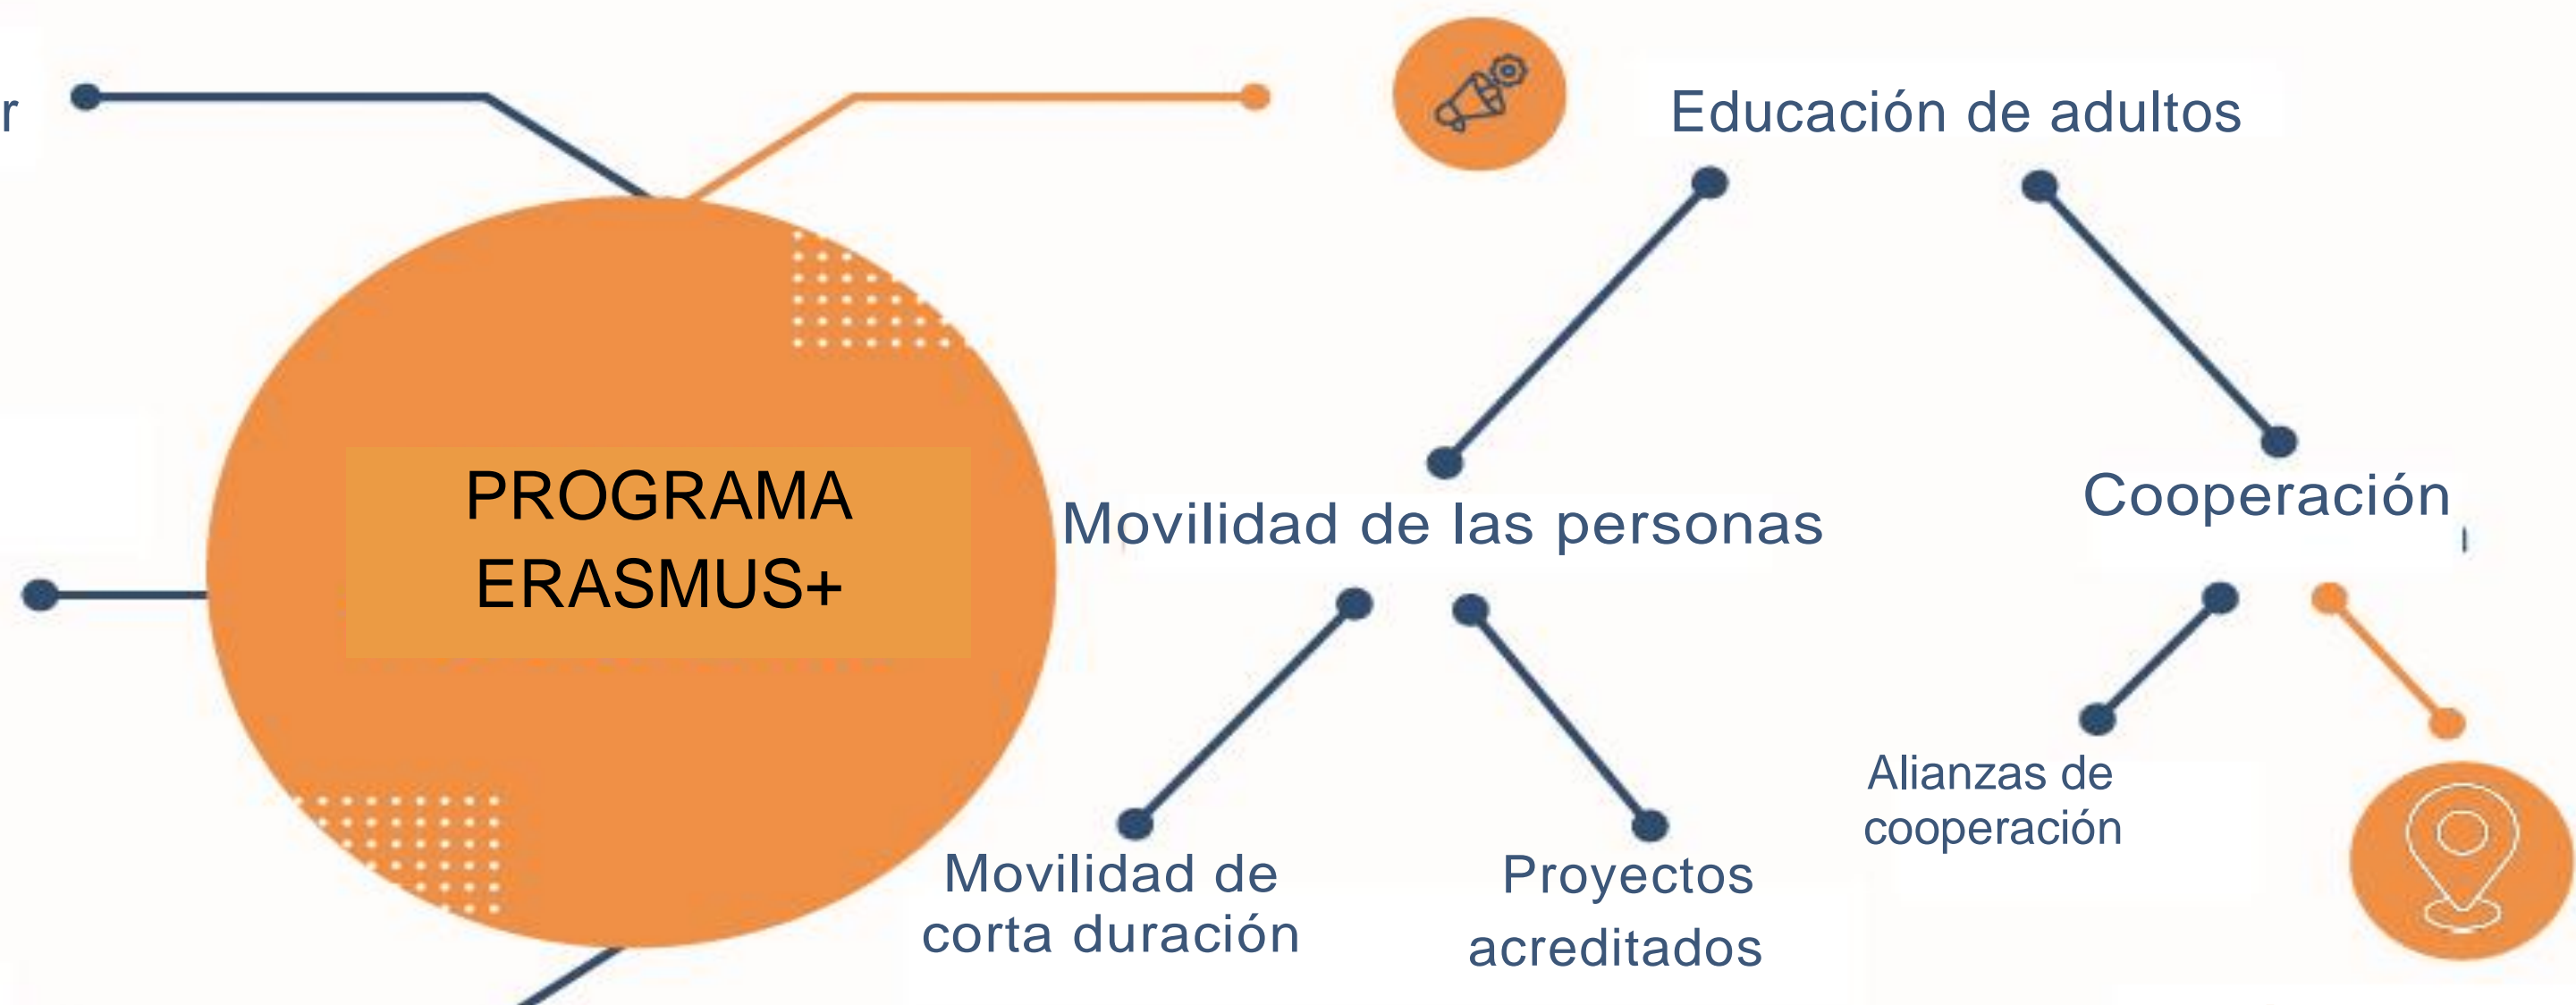 r
Educación de adultos
PROGRAMA
ERASMUS+
Movilidad de las personas
Cooperación
Alianzas de
cooperación
Movilidad de
corta duración
Proyectos
acreditados